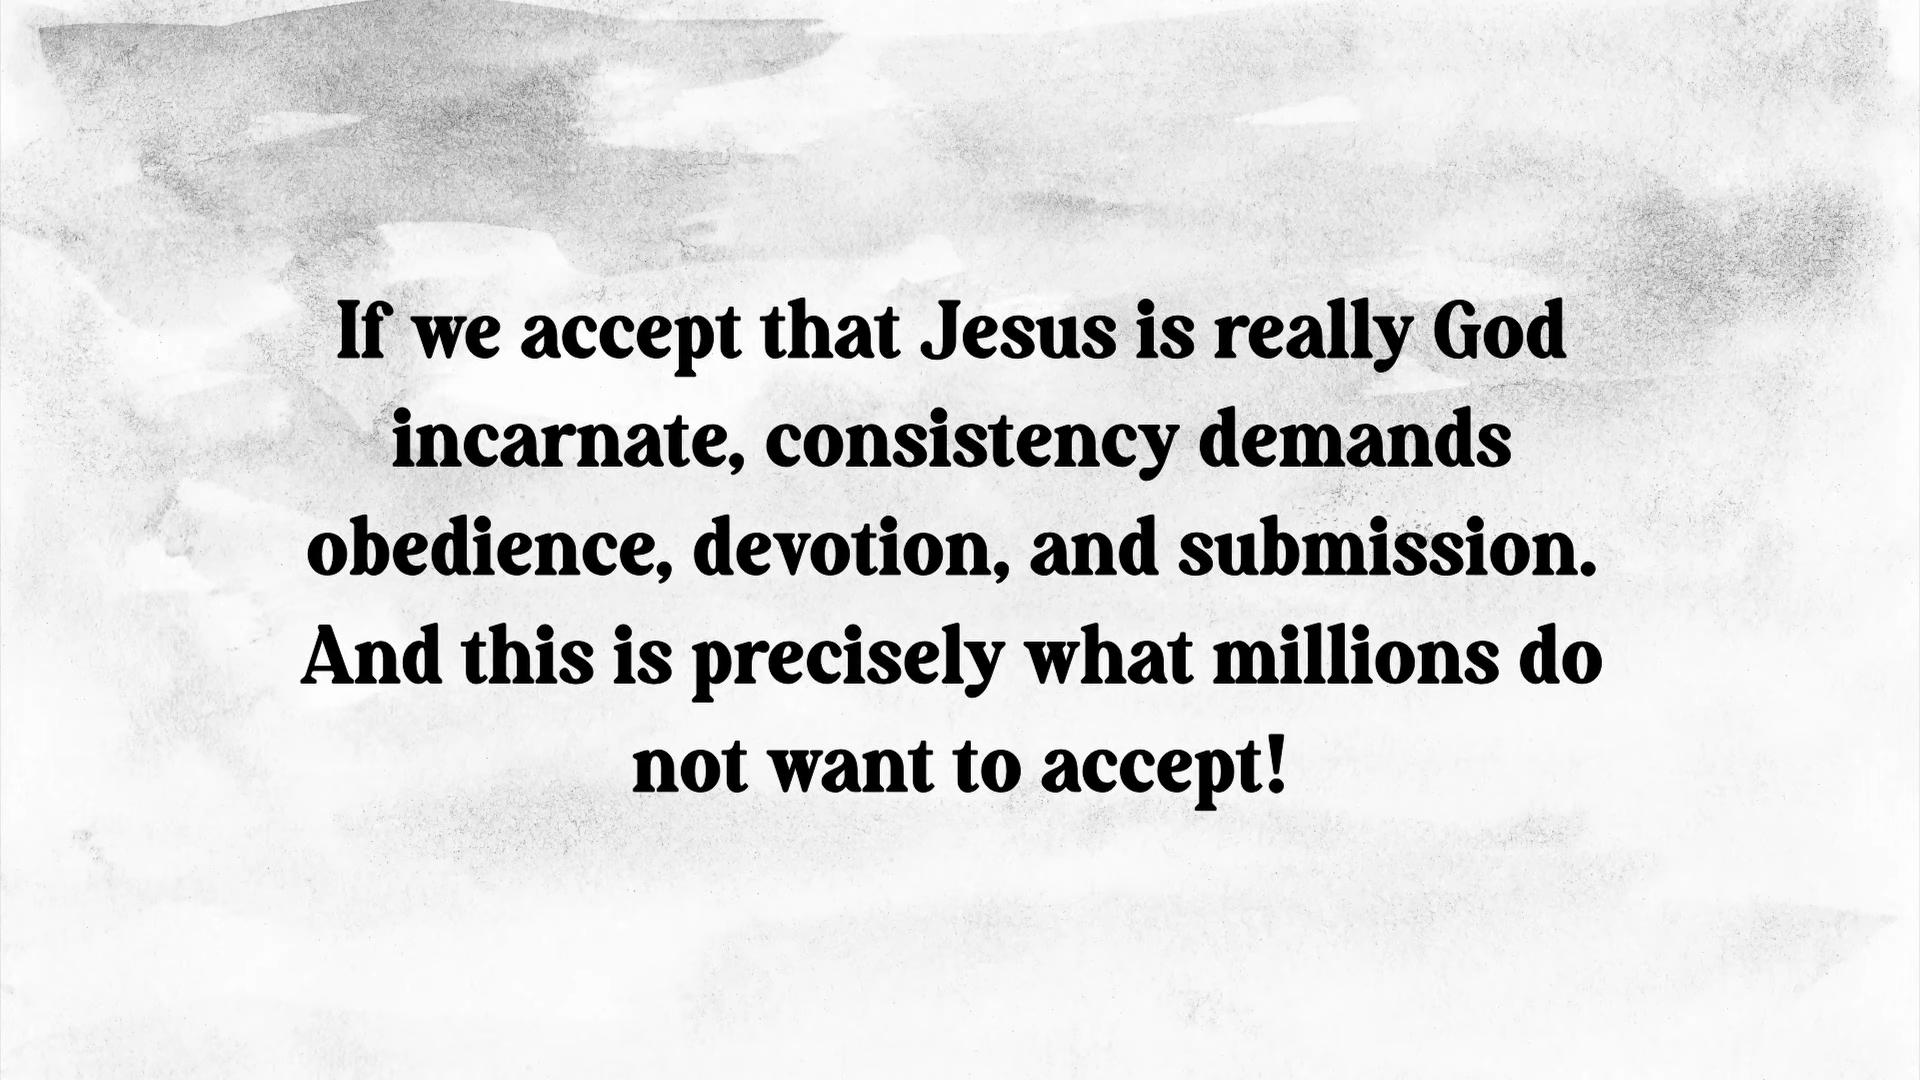 If we accept that Jesus is really God
incarnate, consistency demands
obedience, devotion, and submission.
And this is precisely what millions do
not want to accept!